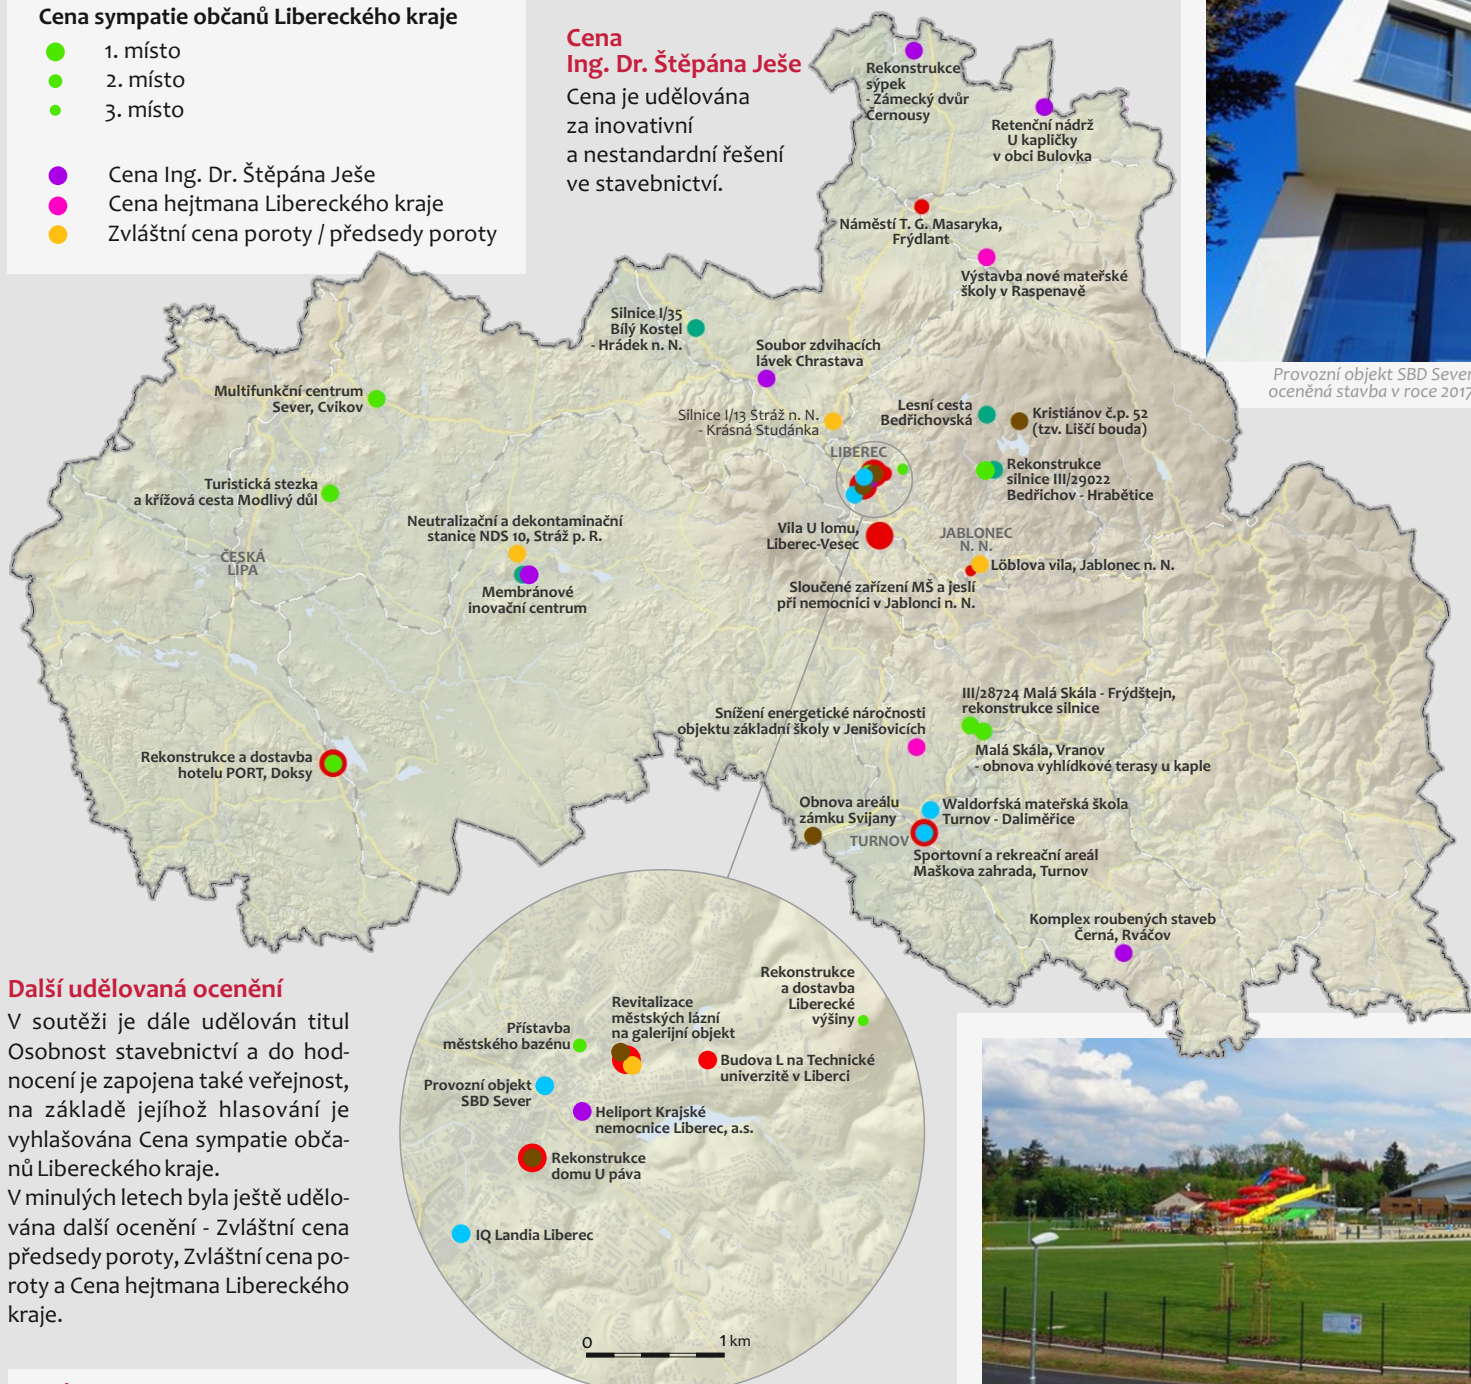 Cena sympatie občanů Libereckého kraje
1. místo
2. místo
3. místo
Cena Ing. Dr. Štěpána Ješe
Cena hejtmana Libereckého kraje
Zvláštní cena poroty / předsedy poroty
Cena
Ing. Dr. Štěpána Ješe
Cena je udělována
za inovativní
a nestandardní řešení
ve stavebnictví.
Rekonstrukce
sýpek
- Zámecký dvůr
Černousy
Retenční nádrž
U kapličky
v obci Bulovka
Náměstí T. G. Masaryka,
Frýdlant
Výstavba nové mateřské
školy v Raspenavě
Silnice I/35
Bílý Kostel
- Hrádek n. N.
Soubor zdvihacích
lávek Chrastava
Provozní objekt SBD Sever
oceněná stavba v roce 2017
Multifunkční centrum
Sever, Cvikov
Silnice I/13 Stráž n. N.
- Krásná Studánka
Lesní cesta
Bedřichovská
Kristiánov č.p. 52
(tzv. Liščí bouda)
LIBEREC
Rekonstrukce
silnice III/29022
Bedřichov - Hrabětice
Turistická stezka
a křížová cesta Modlivý důl
Neutralizační a dekontaminační
stanice NDS 10, Stráž p. R.
Vila U lomu,
Liberec-Vesec
JABLONEC
N. N.
ČESKÁ
LÍPA
Löblova vila, Jablonec n. N.
Membránové
inovační centrum
Sloučené zařízení MŠ a jeslí
při nemocnici v Jablonci n. N.
III/28724 Malá Skála - Frýdštejn,
rekonstrukce silnice
Snížení energetické náročnosti
objektu základní školy v Jenišovicích
Malá Skála, Vranov
- obnova vyhlídkové terasy u kaple
Rekonstrukce a dostavba
hotelu PORT, Doksy
Obnova areálu
zámku Svijany
Waldorfská mateřská škola
Turnov - Daliměřice
TURNOV
Sportovní a rekreační areál
Maškova zahrada, Turnov
Komplex roubených staveb
Černá, Rváčov
Další udělovaná ocenění
V soutěži je dále udělován titul
Osobnost stavebnictví a do hod-
nocení je zapojena také veřejnost,
na základě jejíhož hlasování je
vyhlašována Cena sympatie obča-
nů Libereckého kraje.
V minulých letech byla ještě udělo-
vána další ocenění - Zvláštní cena
předsedy poroty, Zvláštní cena po-
roty a Cena hejtmana Libereckého
kraje.
Rekonstrukce
a dostavba
Liberecké
výšiny
Revitalizace
městských lázní
na galerijní objekt
Přístavba
městského bazénu
Budova L na Technické
univerzitě v Liberci
Provozní objekt
SBD Sever
Heliport Krajské
nemocnice Liberec, a.s.
Rekonstrukce
domu U páva
IQ Landia Liberec
0 1 km